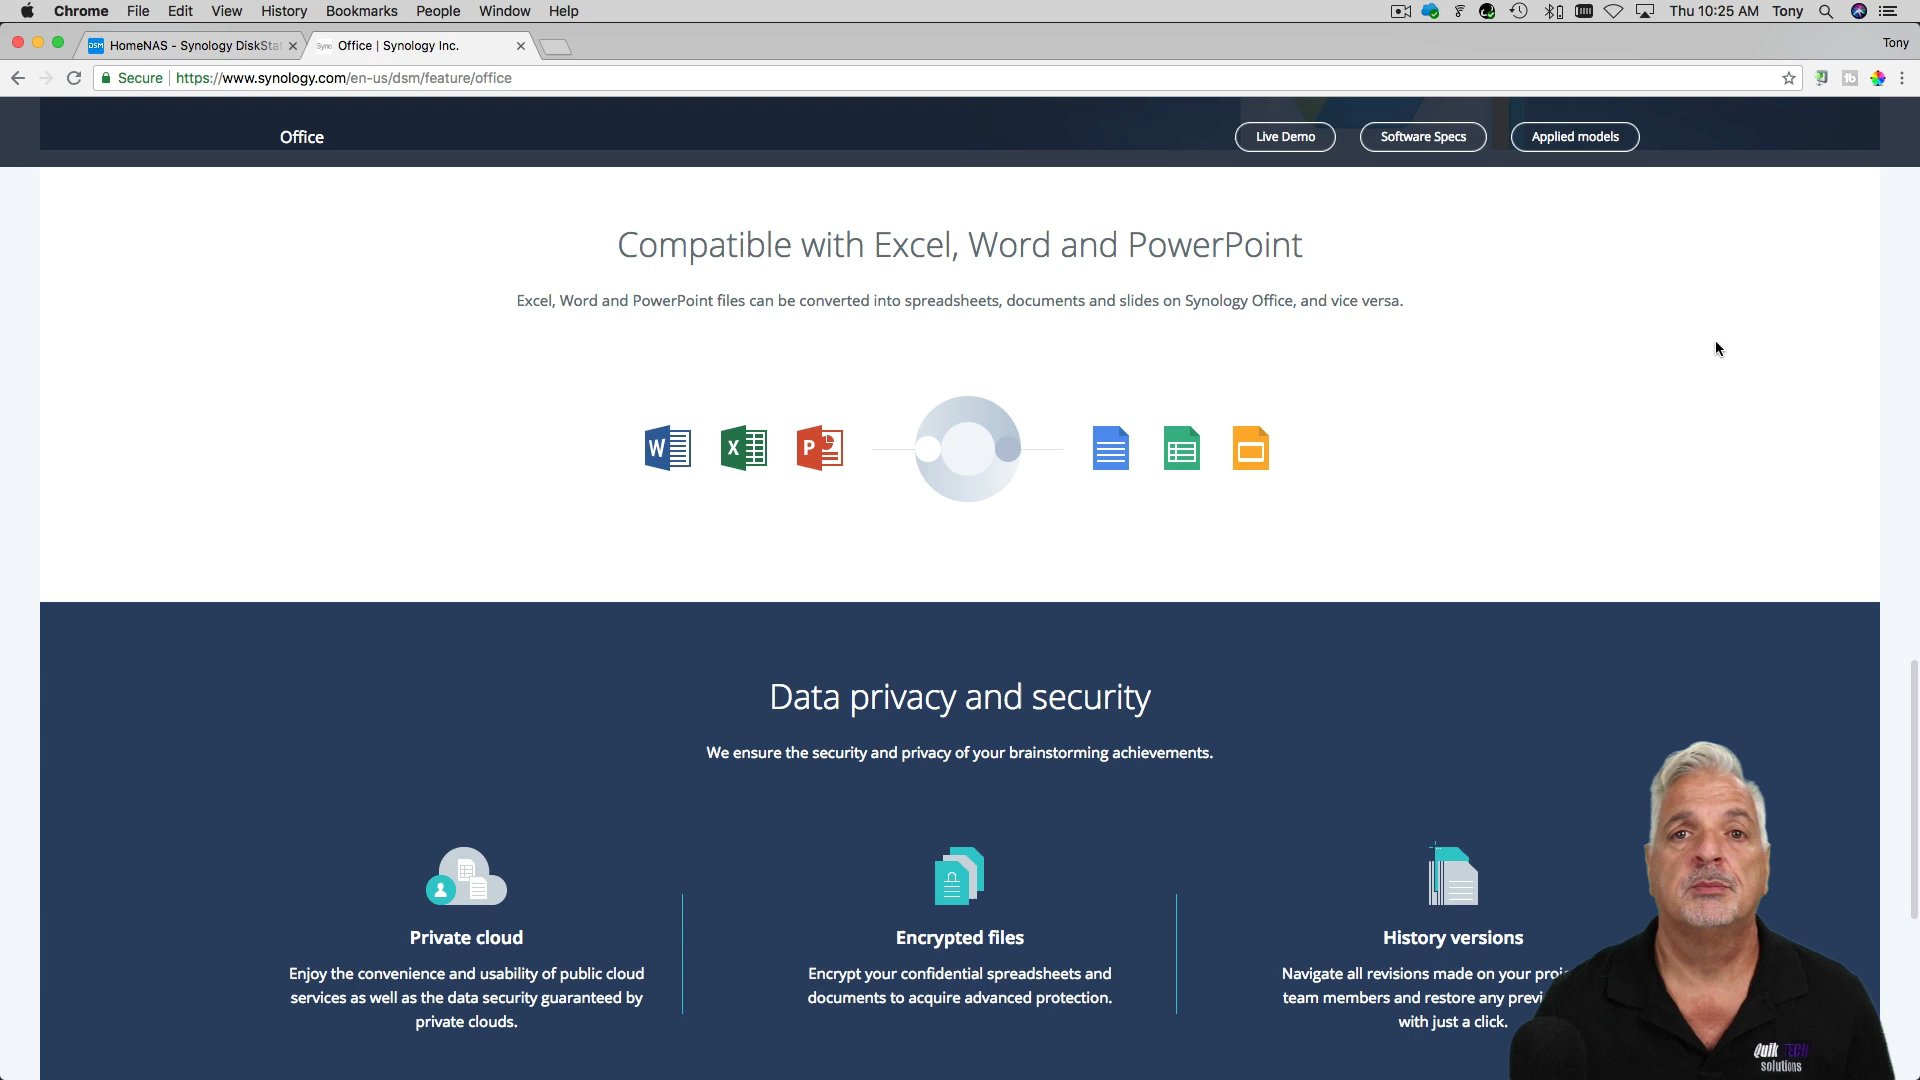 Chrome File Edit View History Bookmarks People Window Help
Thu 10:25 AM Tony
DSM HomeNAS - Synology DiskStat
Syno Office | Synology Inc.
Tony
Secure https://www.synology.com/en-us/dsm/feature/office
Office
Live Demo
Software Specs
Applied models
Compatible with Excel, Word and PowerPoint
Excel, Word and PowerPoint files can be converted into spreadsheets, documents and slides on Synology Office, and vice versa.
W X P
Data privacy and security
We ensure the security and privacy of your brainstorming achievements.
Private cloud
Enjoy the convenience and usability of public cloud
services as well as the data security guaranteed by
private clouds.
Encrypted files
Encrypt your confidential spreadsheets and
documents to acquire advanced protection.
History versions
Navigate all revisions made on your
team members and restore any
with just a click.
Quik TECH
solutions